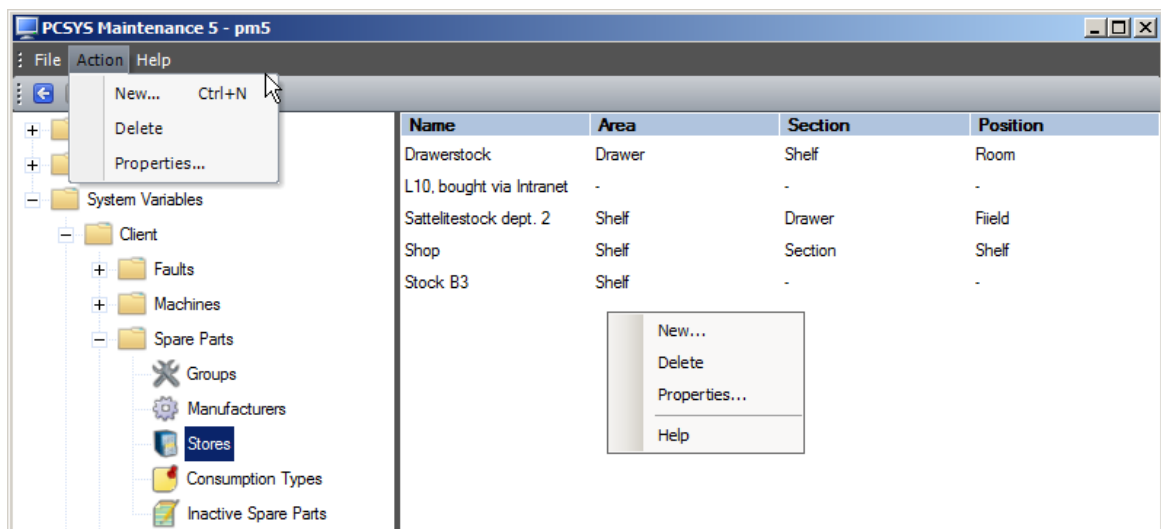 PCSYS Maintenance 5 - pm5
File Action Help
New... Ctrl+N
Delete
Properties...
System Variables
Client
Faults
Machines
Spare Parts
Groups
Manufacturers
Stores
Consumption Types
Inactive Spare Parts
Name Area Section Position
Drawerstock Drawer Shelf Room
L10, bought via Intranet - - -
Sattelitestock dept. 2 Shelf Drawer Fiield
Shop Shelf Section Shelf
Stock B3 Shelf - -
New...
Delete
Properties...
Help